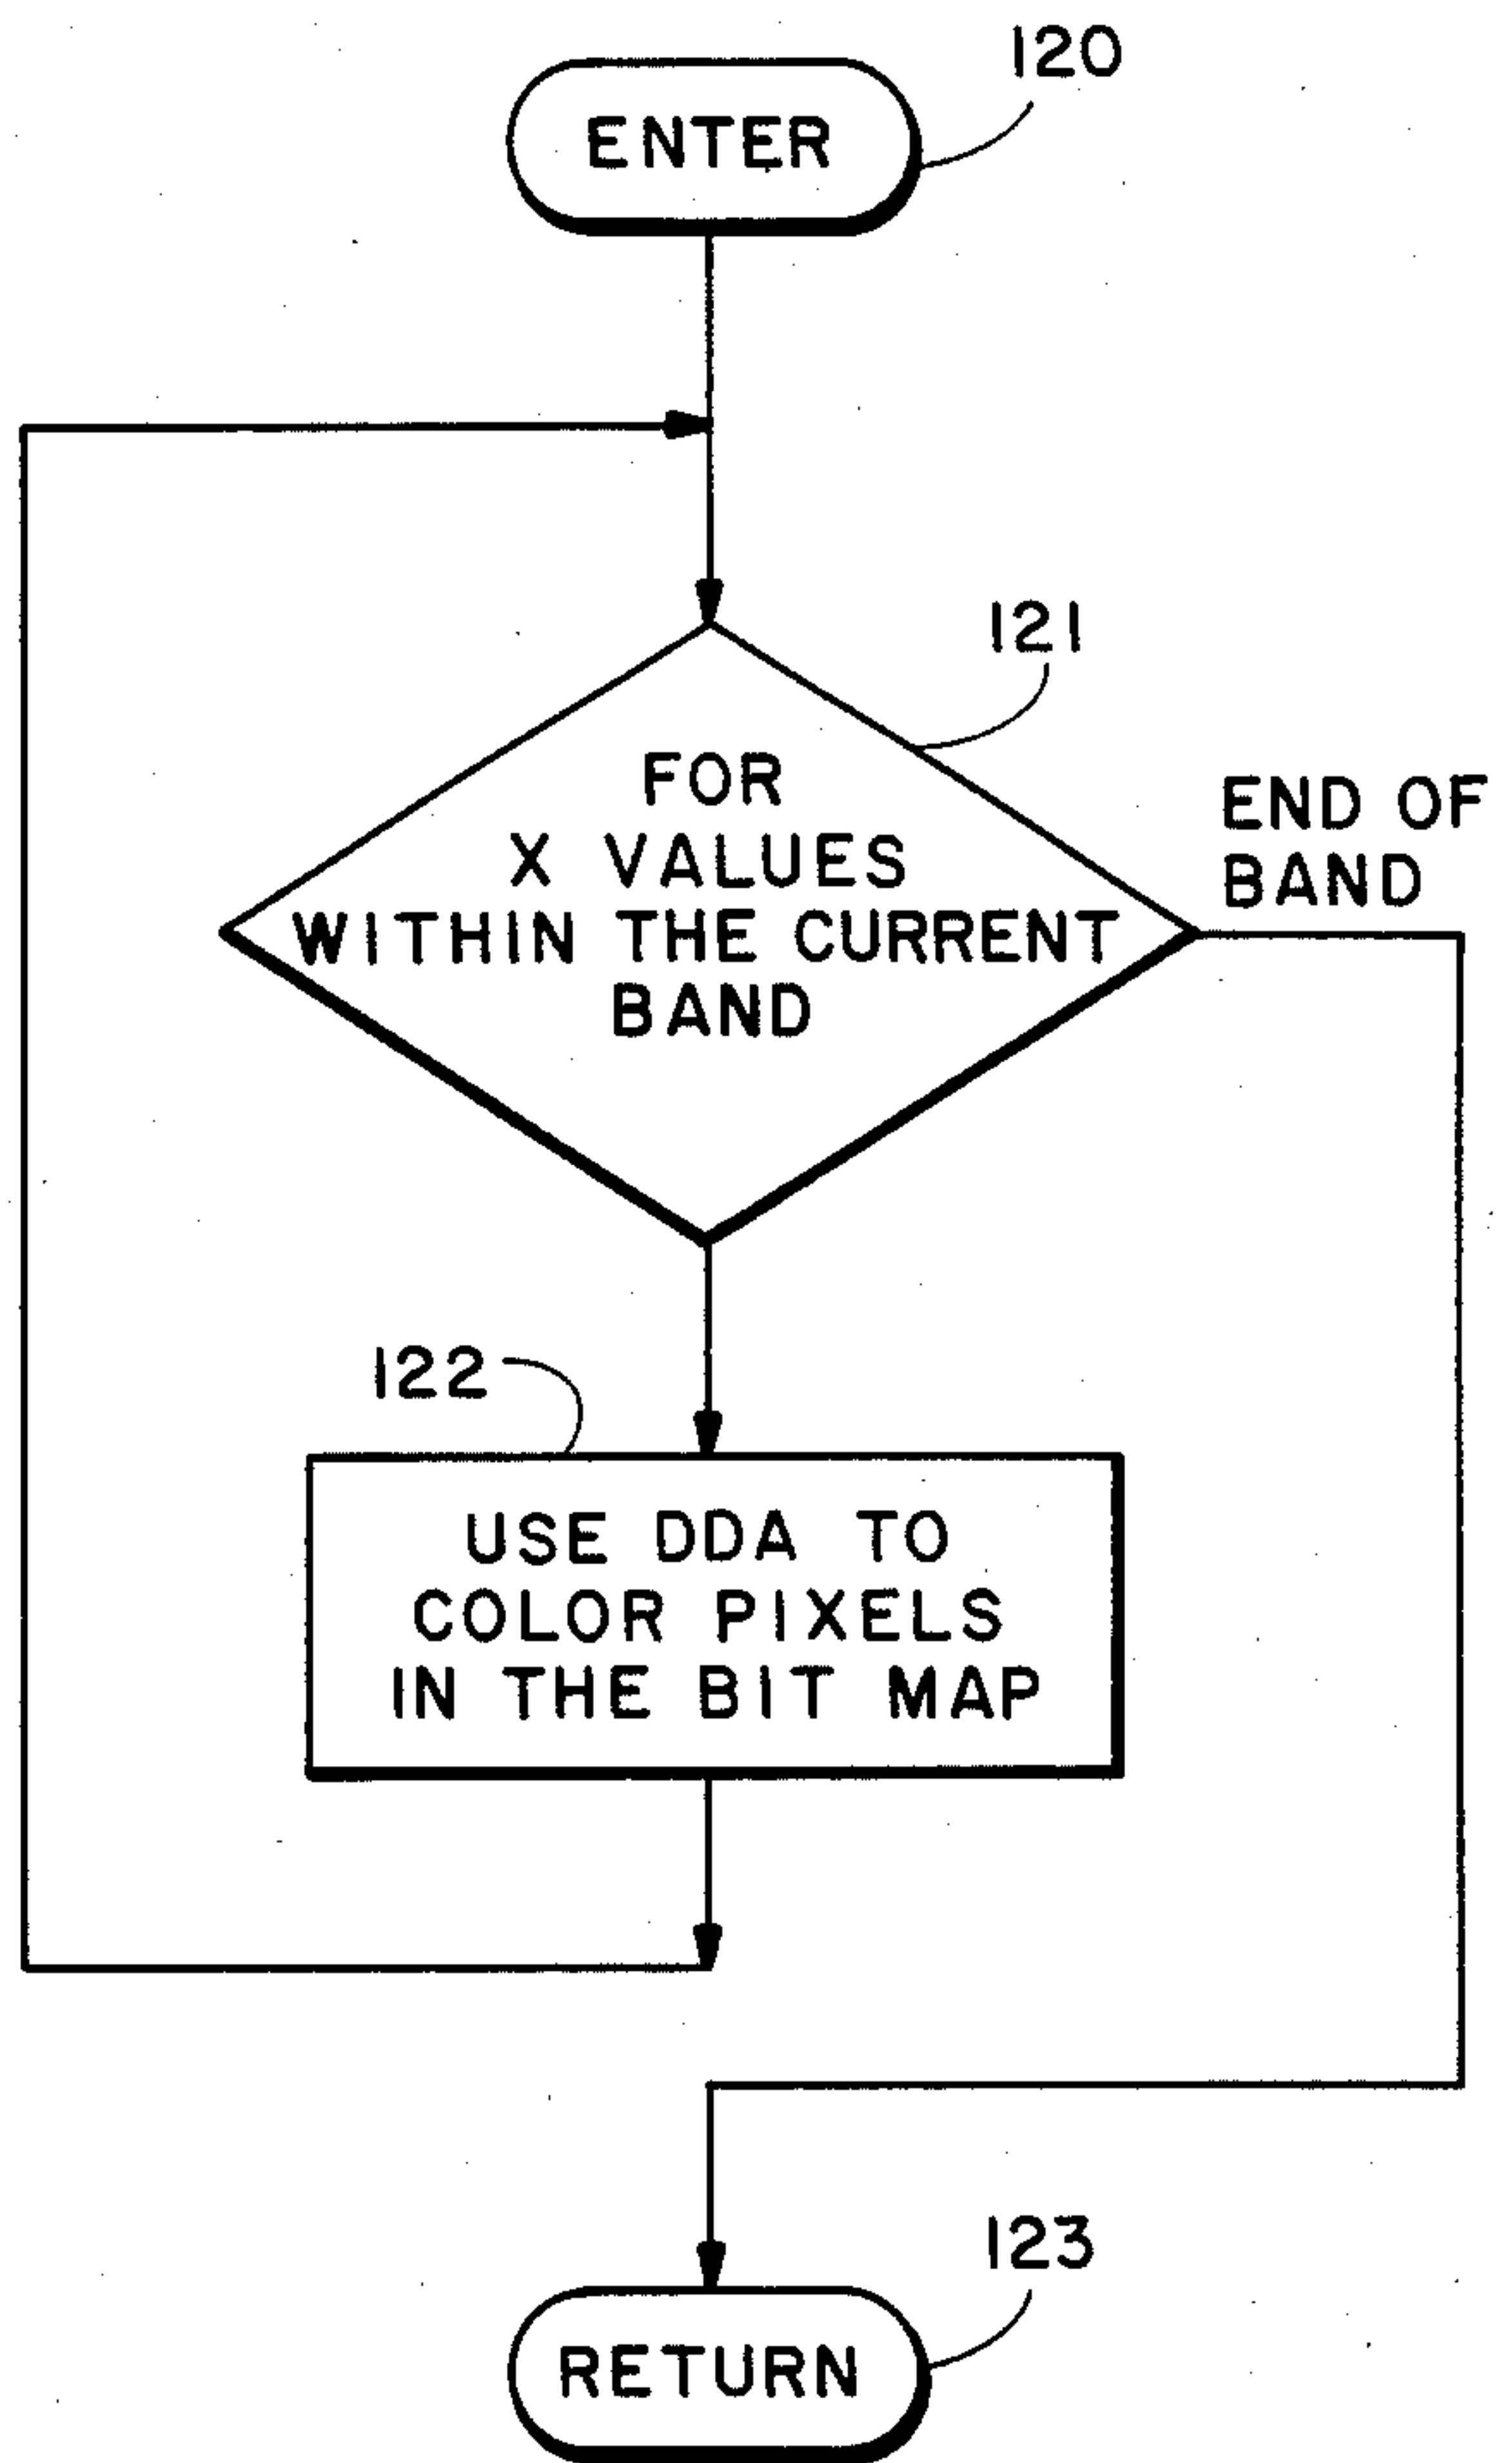 120
ENTER
121
FOR
X VALUES
WITHIN THE CURRENT
BAND
END OF
BAND
122
USE DDA TO
COLOR PIXELS
IN THE BIT MAP
123
RETURN